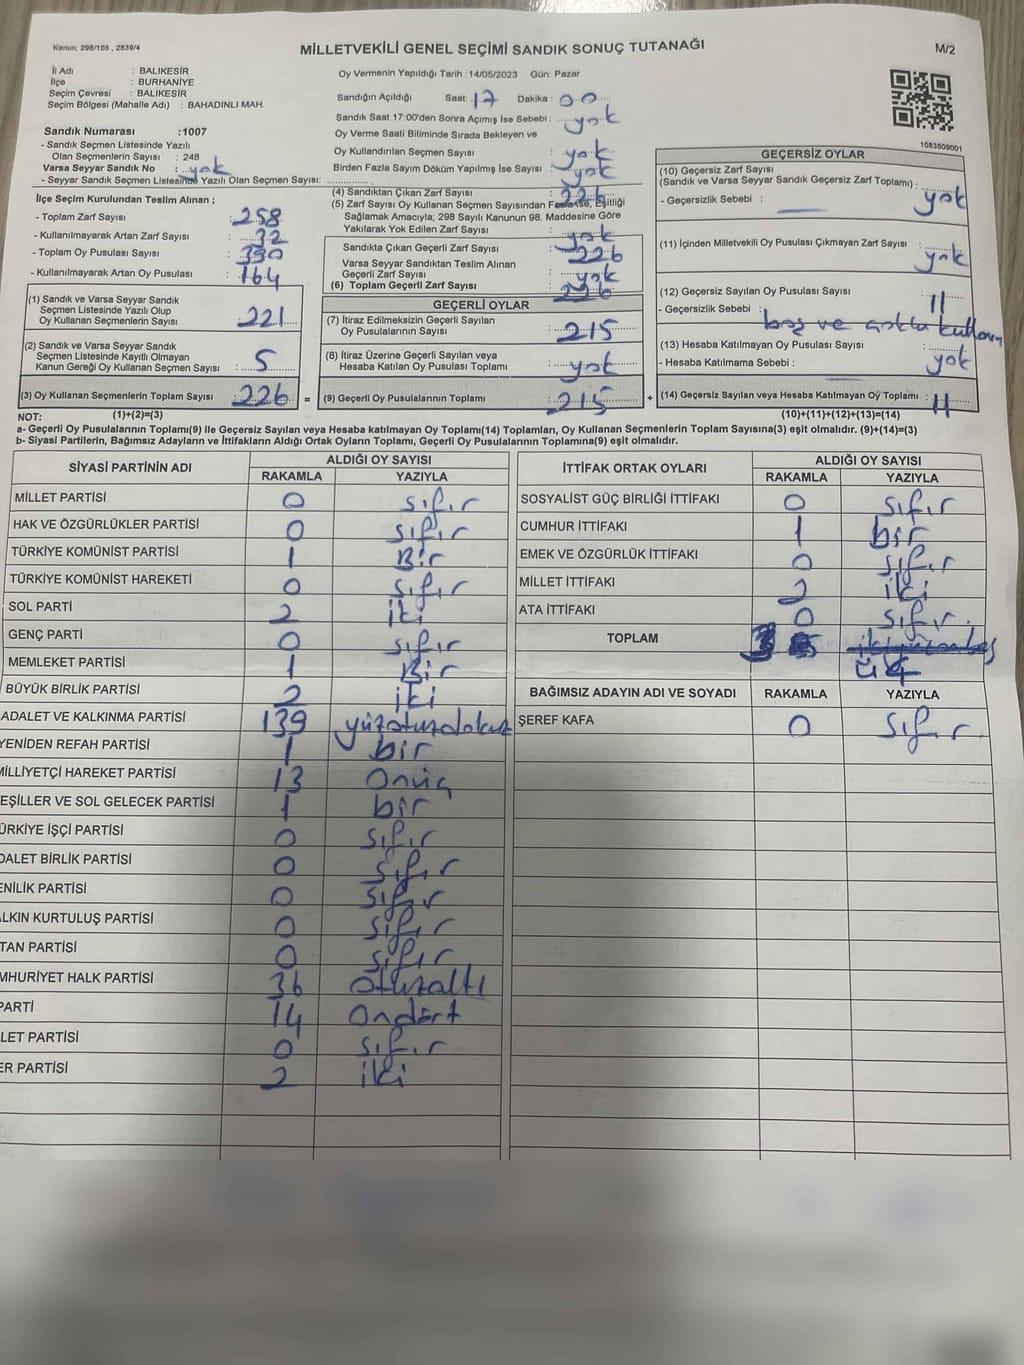 Kanun: 298/105 , 2839/4
MİLLETVEKİLİ GENEL SEÇİMİ SANDIK SONUÇ TUTANAĞI
M/2
İl Adı : BALIKESİR
İlçe : BURHANİYE
Seçim Çevresi : BALIKESİR
Seçim Bölgesi (Mahalle Adı) : BAHADINLI MAH.
Sandık Numarası :1007
- Sandık Seçmen Listesinde Yazılı
Olan Seçmenlerin Sayısı : 248
Varsa Seyyar Sandık No : yok
- Seyyar Sandık Seçmen Listesinde Yazılı Olan Seçmen Sayısı:
Oy Vermenin Yapıldığı Tarih : 14/05/2023 Gün: Pazar
Sandığın Açıldığı Saat: 17 Dakika: 00
Sandık Saat 17:00'den Sonra Açımış İse Sebebi : yok
Oy Verme Saati Bitiminde Sırada Bekleyen ve
Oy Kullandırılan Seçmen Sayısı : yok
Birden Fazla Sayım Döküm Yapılmış İse Sayısı : yok
1083809001
İlçe Seçim Kurulundan Teslim Alınan ;
- Toplam Zarf Sayısı : 258
- Kullanılmayarak Artan Zarf Sayısı : 32
- Toplam Oy Pusulası Sayısı : 390
- Kullanılmayarak Artan Oy Pusulası : 164
(1) Sandık ve Varsa Seyyar Sandık
Seçmen Listesinde Yazılı Olup
Oy Kullanan Seçmenlerin Sayısı : 221
(2) Sandık ve Varsa Seyyar Sandık
Seçmen Listesinde Kayıtlı Olmayan
Kanun Gereği Oy Kullanan Seçmen Sayısı : 5
(3) Oy Kullanan Seçmenlerin Toplam Sayısı : 226 =
(1)+(2)=(3)
(4) Sandıktan Çıkan Zarf Sayısı : 226
(5) Zarf Sayısı Oy Kullanan Seçmen Sayısından Fazla ise, Eşitliği
Sağlamak Amacıyla; 298 Sayılı Kanunun 98. Maddesine Göre
Yakılarak Yok Edilen Zarf Sayısı : yok
Sandıkta Çıkan Geçerli Zarf Sayısı : 226
Varsa Seyyar Sandıktan Teslim Alınan
Geçerli Zarf Sayısı : yok
(6) Toplam Geçerli Zarf Sayısı : 226
GEÇERLİ OYLAR
(7) İtiraz Edilmeksizin Geçerli Sayılan
Oy Pusulalarının Sayısı : 215
(8) İtiraz Üzerine Geçerli Sayılan veya
Hesaba Katılan Oy Pusulası Toplamı : yok
(9) Geçerli Oy Pusulalarının Toplamı : 215 +
GEÇERSİZ OYLAR
(10) Geçersiz Zarf Sayısı
(Sandık ve Varsa Seyyar Sandık Geçersiz Zarf Toplamı) : yok
- Geçersizlik Sebebi :
(11) İçinden Milletvekili Oy Pusulası Çıkmayan Zarf Sayısı : yok
(12) Geçersiz Sayılan Oy Pusulası Sayısı : 11
- Geçersizlik Sebebi : boş ve
(13) Hesaba Katılmayan Oy Pusulası Sayısı : yok
- Hesaba Katılmama Sebebi :
(14) Geçersiz Sayılan veya Hesaba Katılmayan Oy Toplamı : 11
(10)+(11)+(12)+(13)=(14)
NOT:
a- Geçerli Oy Pusulalarının Toplamı(9) ile Geçersiz Sayılan veya Hesaba katılmayan Oy Toplamı(14) Toplamları, Oy Kullanan Seçmenlerin Toplam Sayısına(3) eşit olmalıdır. (9)+(14)=(3)
b- Siyasi Partilerin, Bağımsız Adayların ve İttifakların Aldığı Ortak Oyların Toplamı, Geçerli Oy Pusulalarının Toplamına(9) eşit olmalıdır.
SİYASİ PARTİNİN ADI ALDIĞI OY SAYISI
RAKAMLA YAZIYLA
MİLLET PARTİSİ 0 sıfır
HAK VE ÖZGÜRLÜKLER PARTİSİ 0 sıfır
TÜRKİYE KOMÜNİST PARTİSİ 1 Bir
TÜRKİYE KOMÜNİST HAREKETİ 0 sıfır
SOL PARTİ 2 iki
GENÇ PARTİ 0 sıfır
MEMLEKET PARTİSİ 1 Bir
BÜYÜK BİRLİK PARTİSİ 2 iki
ADALET VE KALKINMA PARTİSİ 139 yüzotuzdokuz
YENİDEN REFAH PARTİSİ 1 bir
MİLLİYETÇİ HAREKET PARTİSİ 13 Onüç
EŞİLLER VE SOL GELECEK PARTİSİ 1 bir
ÜRKİYE İŞÇİ PARTİSİ 0 sıfır
DALET BİRLİK PARTİSİ 0 sıfır
ENİLİK PARTİSİ 0 sıfır
ALKIN KURTULUŞ PARTİSİ 0 sıfır
TAN PARTİSİ 0 sıfır
MHURİYET HALK PARTİSİ 36 otuzaltı
PARTİ 14 Ondört
LET PARTİSİ 0 sıfır
ER PARTİSİ 2 iki
İTTİFAK ORTAK OYLARI ALDIĞI OY SAYISI
RAKAMLA YAZIYLA
SOSYALİST GÜÇ BİRLİĞİ İTTİFAKI 0 sıfır
CUMHUR İTTİFAKI 1 bir
EMEK VE ÖZGÜRLÜK İTTİFAKI 0 sıfır
MİLLET İTTİFAKI 2 iki
ATA İTTİFAKI 0 sıfır
TOPLAM 3
üç
BAĞIMSIZ ADAYIN ADI VE SOYADI RAKAMLA YAZIYLA
ŞEREF KAFA 0 sıfır